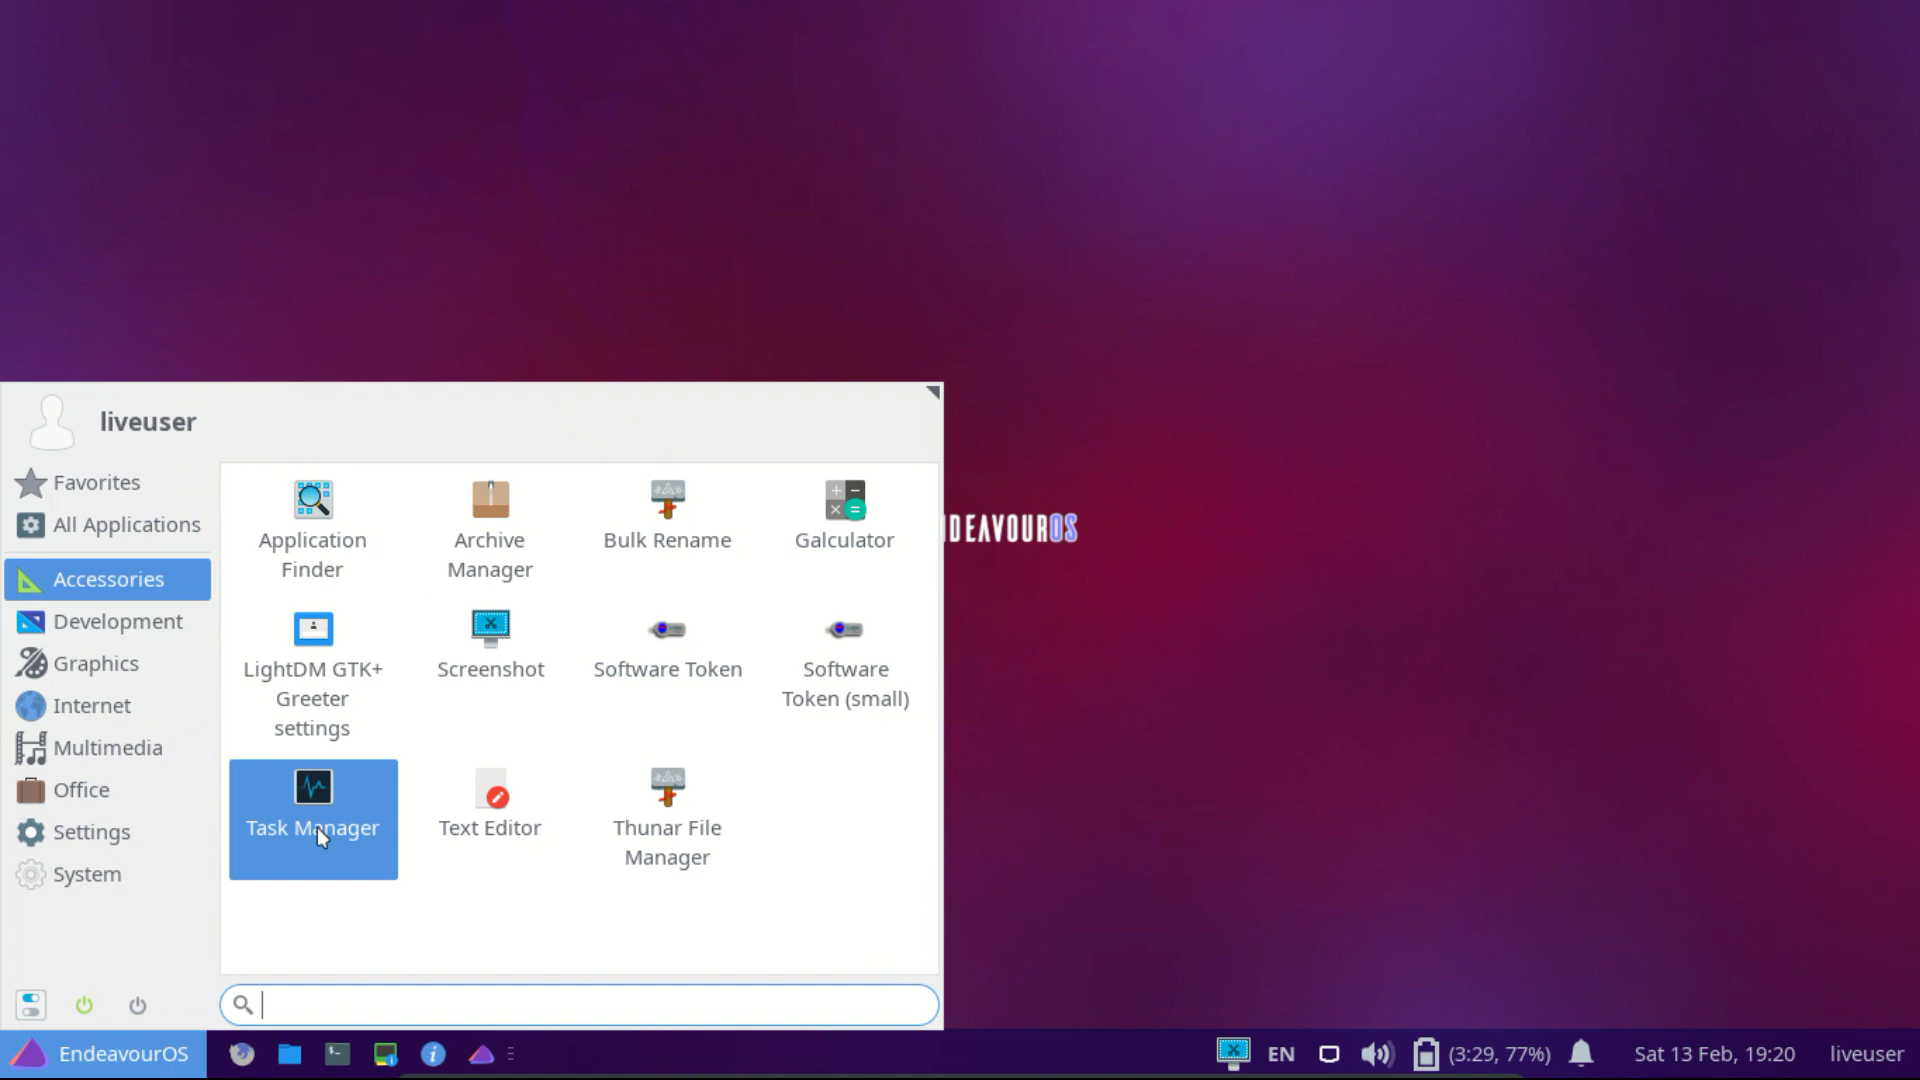 liveuser
Favorites
All Applications
Accessories
Development
Graphics
Internet
Multimedia
Office
Settings
System
Application
Finder
Archive
Manager
Bulk Rename
Galculator
LightDM GTK+
Greeter
settings
Screenshot
Software Token
Software
Token (small)
Task Manager
Text Editor
Thunar File
Manager
NDEAVOUROS
EndeavourOS
EN
(3:29, 77%)
Sat 13 Feb, 19:20
liveuser